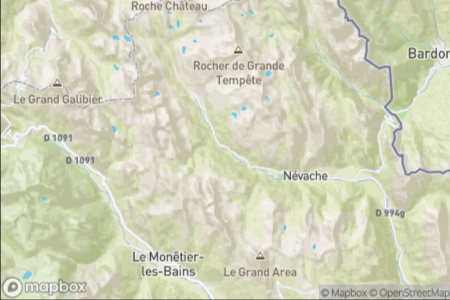 Roche Château
Bardon
Rocher de Grande
Tempête
Le Grand Galibier
D 1091
D 1091
Névache
D 994g
Le Monêtier-
les-Bains
Le Grand Area
mapbox
© Mapbox © OpenStreetMap